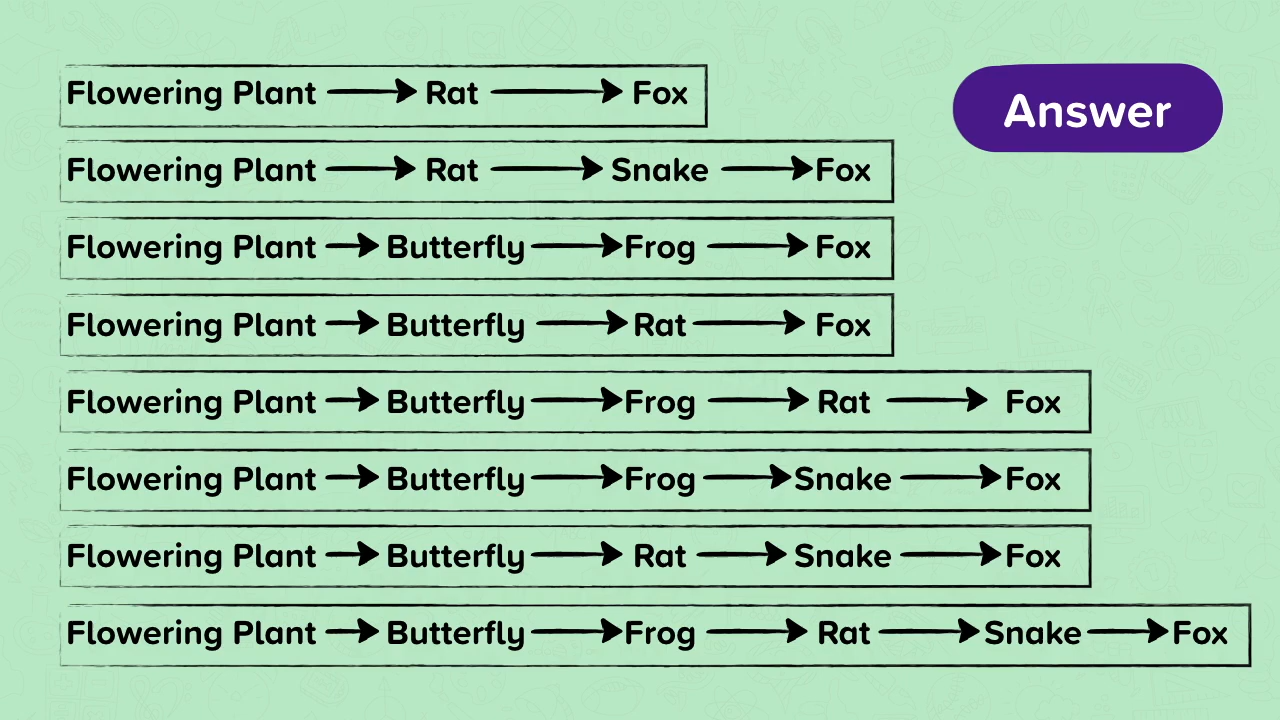 Flowering Plant → Rat → Fox
Answer
Flowering Plant → Rat → Snake → Fox
Flowering Plant → Butterfly → Frog → Fox
Flowering Plant → Butterfly → Rat → Fox
Flowering Plant → Butterfly → Frog → Rat → Fox
Flowering Plant → Butterfly → Frog → Snake → Fox
Flowering Plant → Butterfly → Rat → Snake → Fox
Flowering Plant → Butterfly → Frog → Rat → Snake → Fox